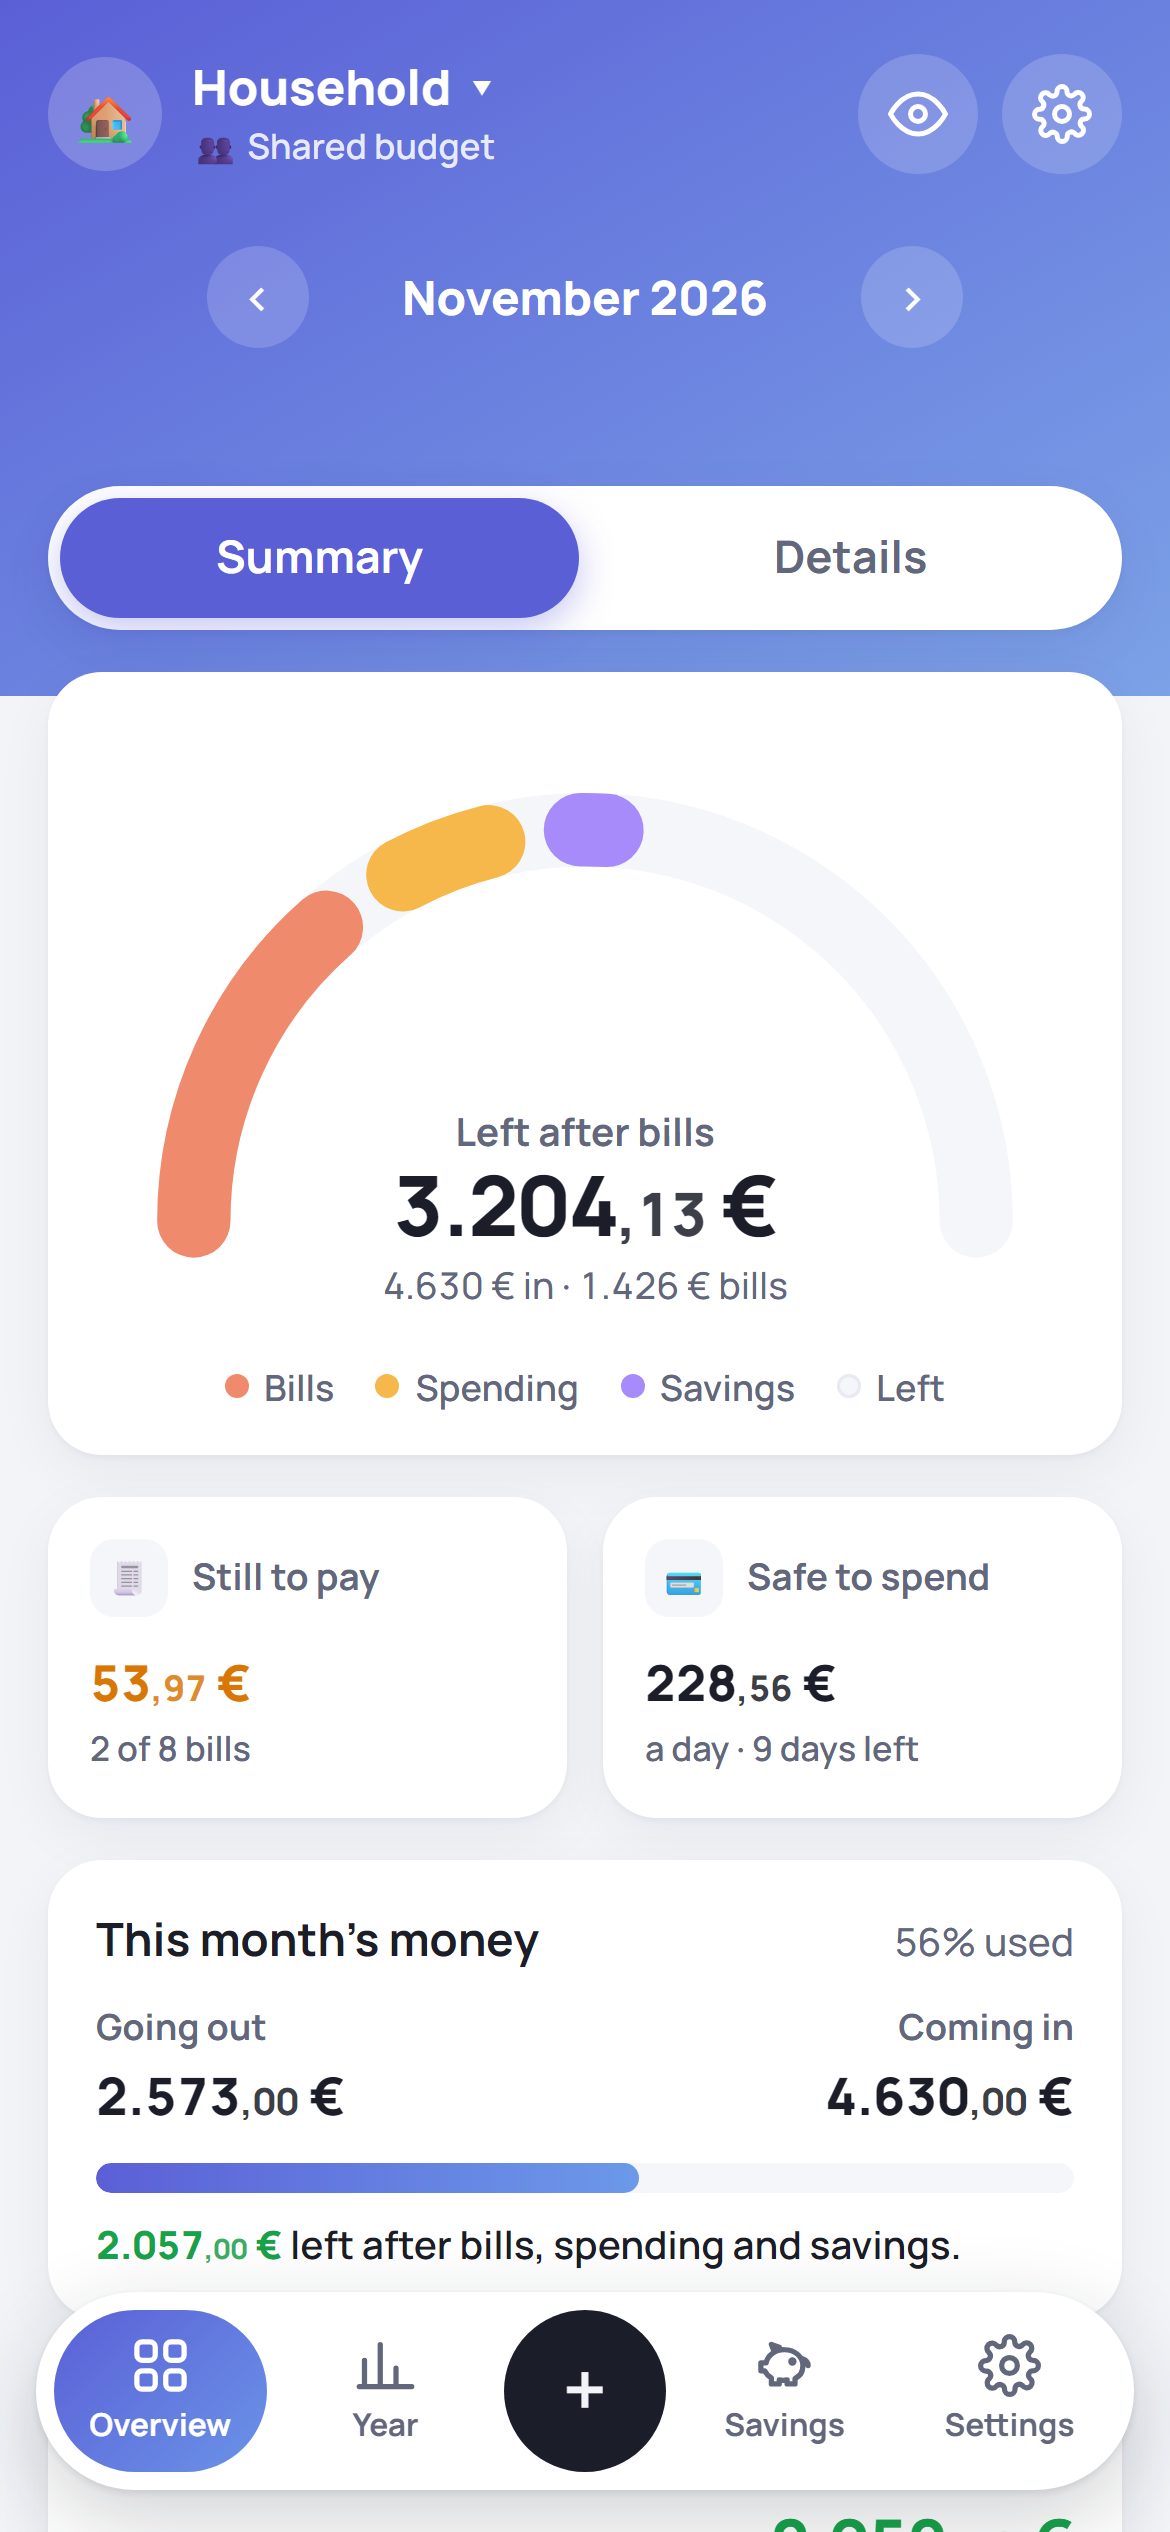 Household ▼
Shared budget
November 2026
Summary
Details
Left after bills
3.204,13 €
4.630 € in · 1.426 € bills
Bills
Spending
Savings
Left
Still to pay
53,97 €
2 of 8 bills
Safe to spend
228,56 €
a day · 9 days left
This month’s money
56% used
Going out
Coming in
2.573,00 €
4.630,00 €
2.057,00 € left after bills, spending and savings.
Overview
Year
+
Savings
Settings